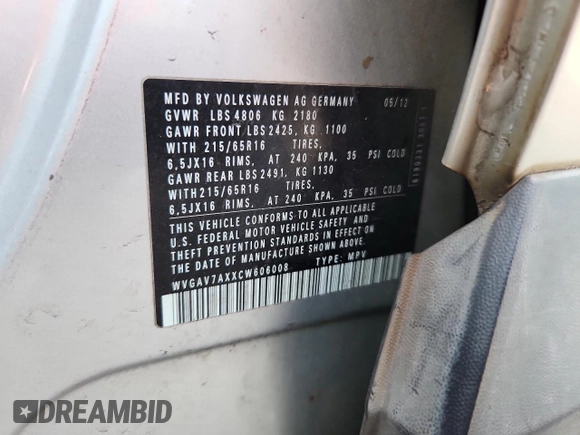 MFD BY VOLKSWAGEN AG GERMANY 05/12
GVWR LBS 4806 KG 2180
GAWR FRONT LBS 2425, KG 1100
WITH 215/65R16 TIRES,
6,5JX16 RIMS, AT 240 KPA, 35 PSI COLD
GAWR REAR LBS 2491, KG 1130
WITH 215/65R16 TIRES,
6,5JX16 RIMS, AT 240 KPA, 35 PSI COLD
THIS VEHICLE CONFORMS TO ALL APPLICABLE
U.S. FEDERAL MOTOR VEHICLE SAFETY AND
THEFT PREVENTION STANDARDS IN EFFECT ON
THE DATE OF MANUFACTURE SHOWN ABOVE.
WVGAV7AXXCW606008 TYPE: MPV
DREAMBID